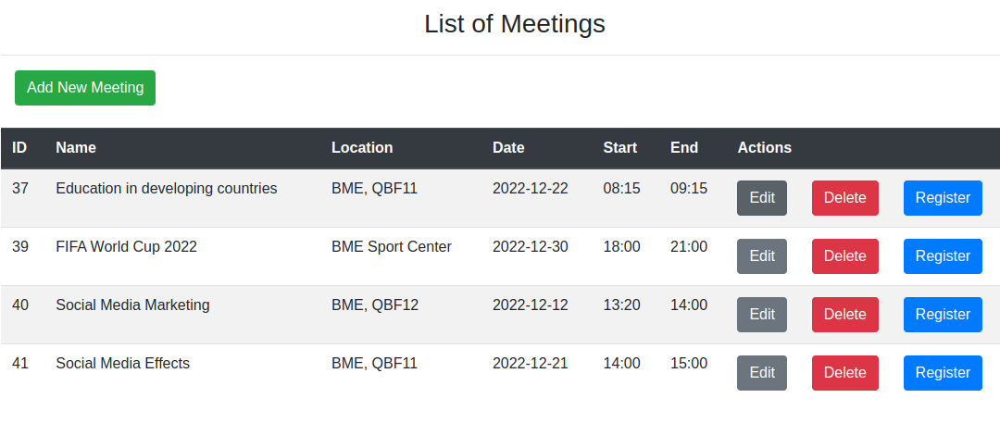 List of Meetings
Add New Meeting
ID Name Location Date Start End Actions
37 Education in developing countries BME, QBF11 2022-12-22 08:15 09:15 Edit Delete Register
39 FIFA World Cup 2022 BME Sport Center 2022-12-30 18:00 21:00 Edit Delete Register
40 Social Media Marketing BME, QBF12 2022-12-12 13:20 14:00 Edit Delete Register
41 Social Media Effects BME, QBF11 2022-12-21 14:00 15:00 Edit Delete Register